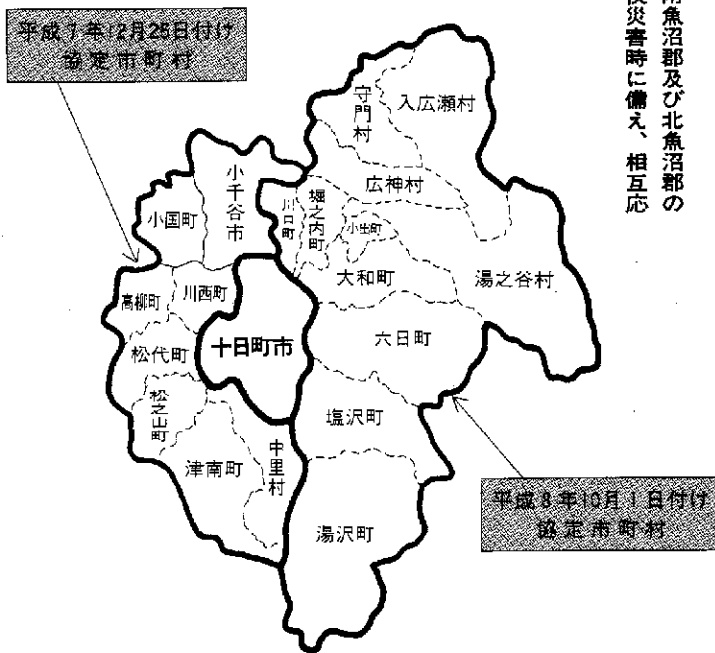 南魚沼郡及び北魚沼郡の
災害時に備え、相互応
平成7年12月25日付け
協定市町村
守門村
入広瀬村
小千谷市
小国町
広神村
川口町
堀之内町
小出町
大和町
湯之谷村
高柳町
川西町
十日町市
六日町
松代町
松之山町
塩沢町
津南町
中里村
湯沢町
平成8年10月1日付け
協定市町村